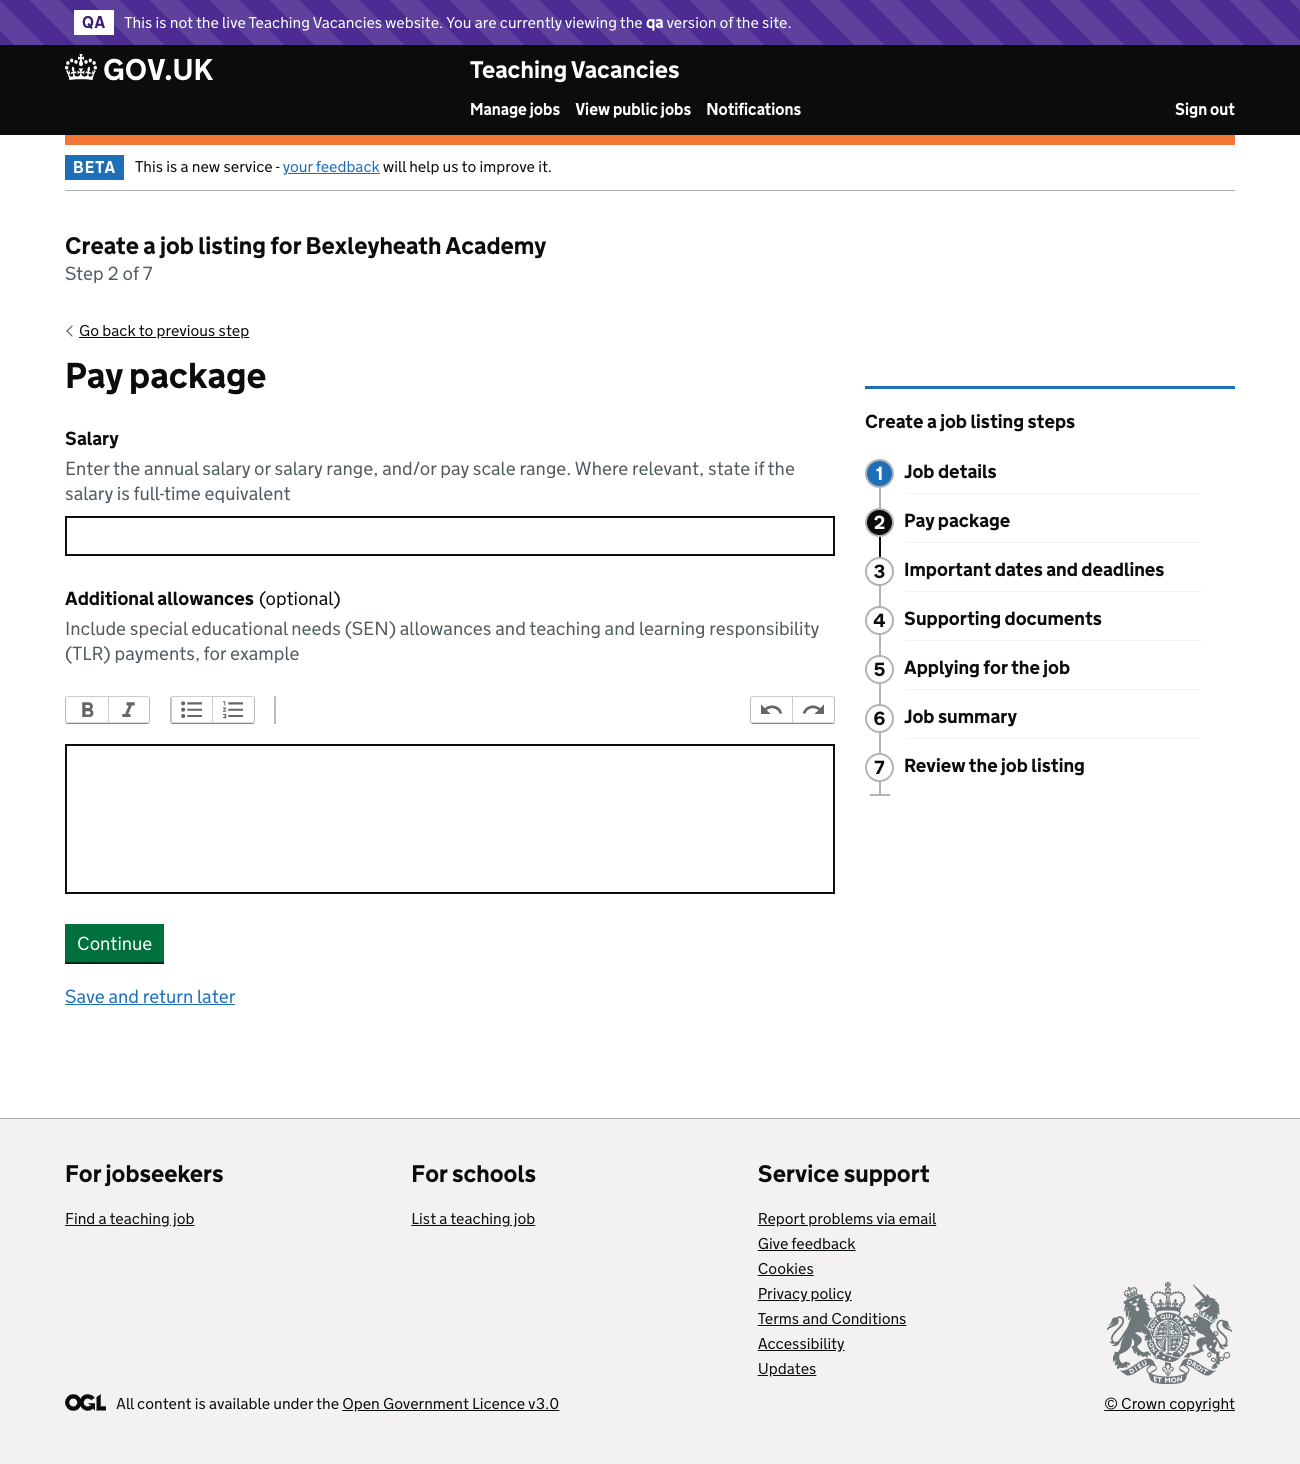 QA This is not the live Teaching Vacancies website. You are currently viewing the qa version of the site.
GOV.UK Teaching Vacancies
Manage jobs View public jobs Notifications Sign out
BETA This is a new service - your feedback will help us to improve it.
Create a job listing for Bexleyheath Academy
Step 2 of 7
Go back to previous step
Pay package
Salary
Enter the annual salary or salary range, and/or pay scale range. Where relevant, state if the
salary is full-time equivalent
Additional allowances (optional)
Include special educational needs (SEN) allowances and teaching and learning responsibility
(TLR) payments, for example
B I
Continue
Save and return later
Create a job listing steps
1 Job details
2 Pay package
3 Important dates and deadlines
4 Supporting documents
5 Applying for the job
6 Job summary
7 Review the job listing
For jobseekers
Find a teaching job
For schools
List a teaching job
Service support
Report problems via email
Give feedback
Cookies
Privacy policy
Terms and Conditions
Accessibility
Updates
OGL All content is available under the Open Government Licence v3.0
DIEU ET MON DROIT
© Crown copyright